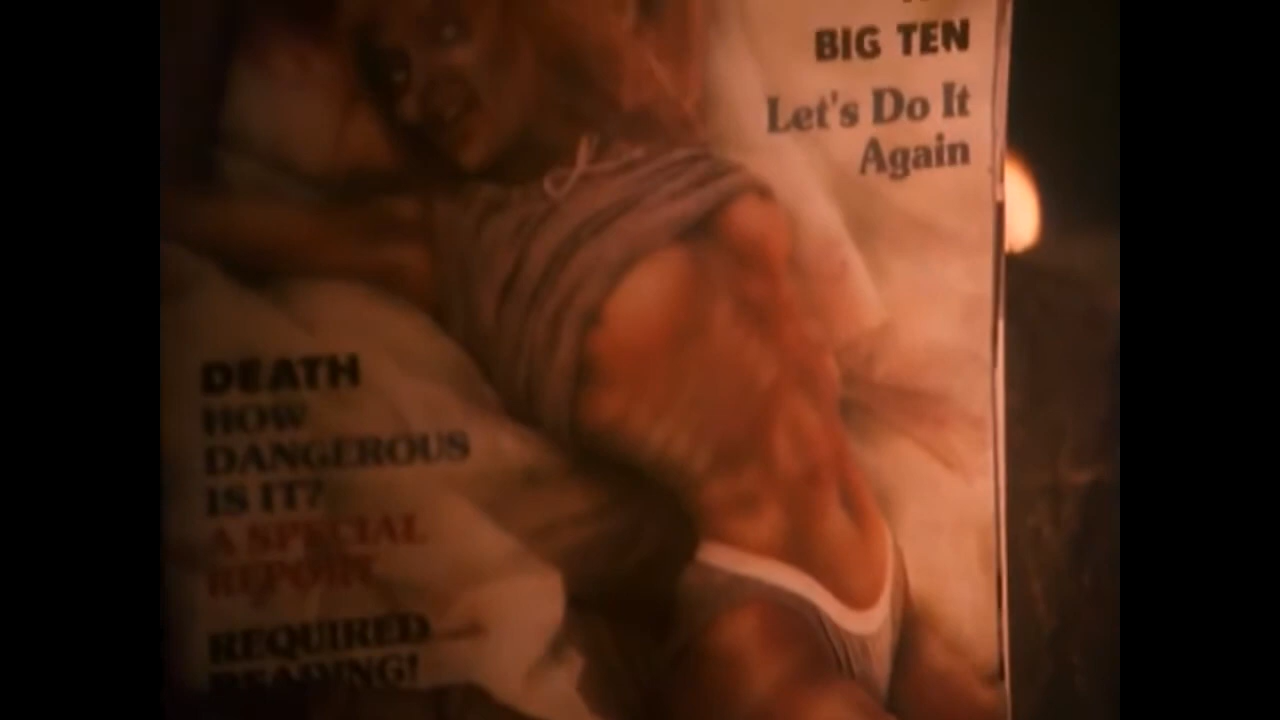 BIG TEN
Let's Do It
Again
DEATH
HOW
DANGEROUS
IS IT?
A SPECIAL
REPORT
REQUIRED
READING!